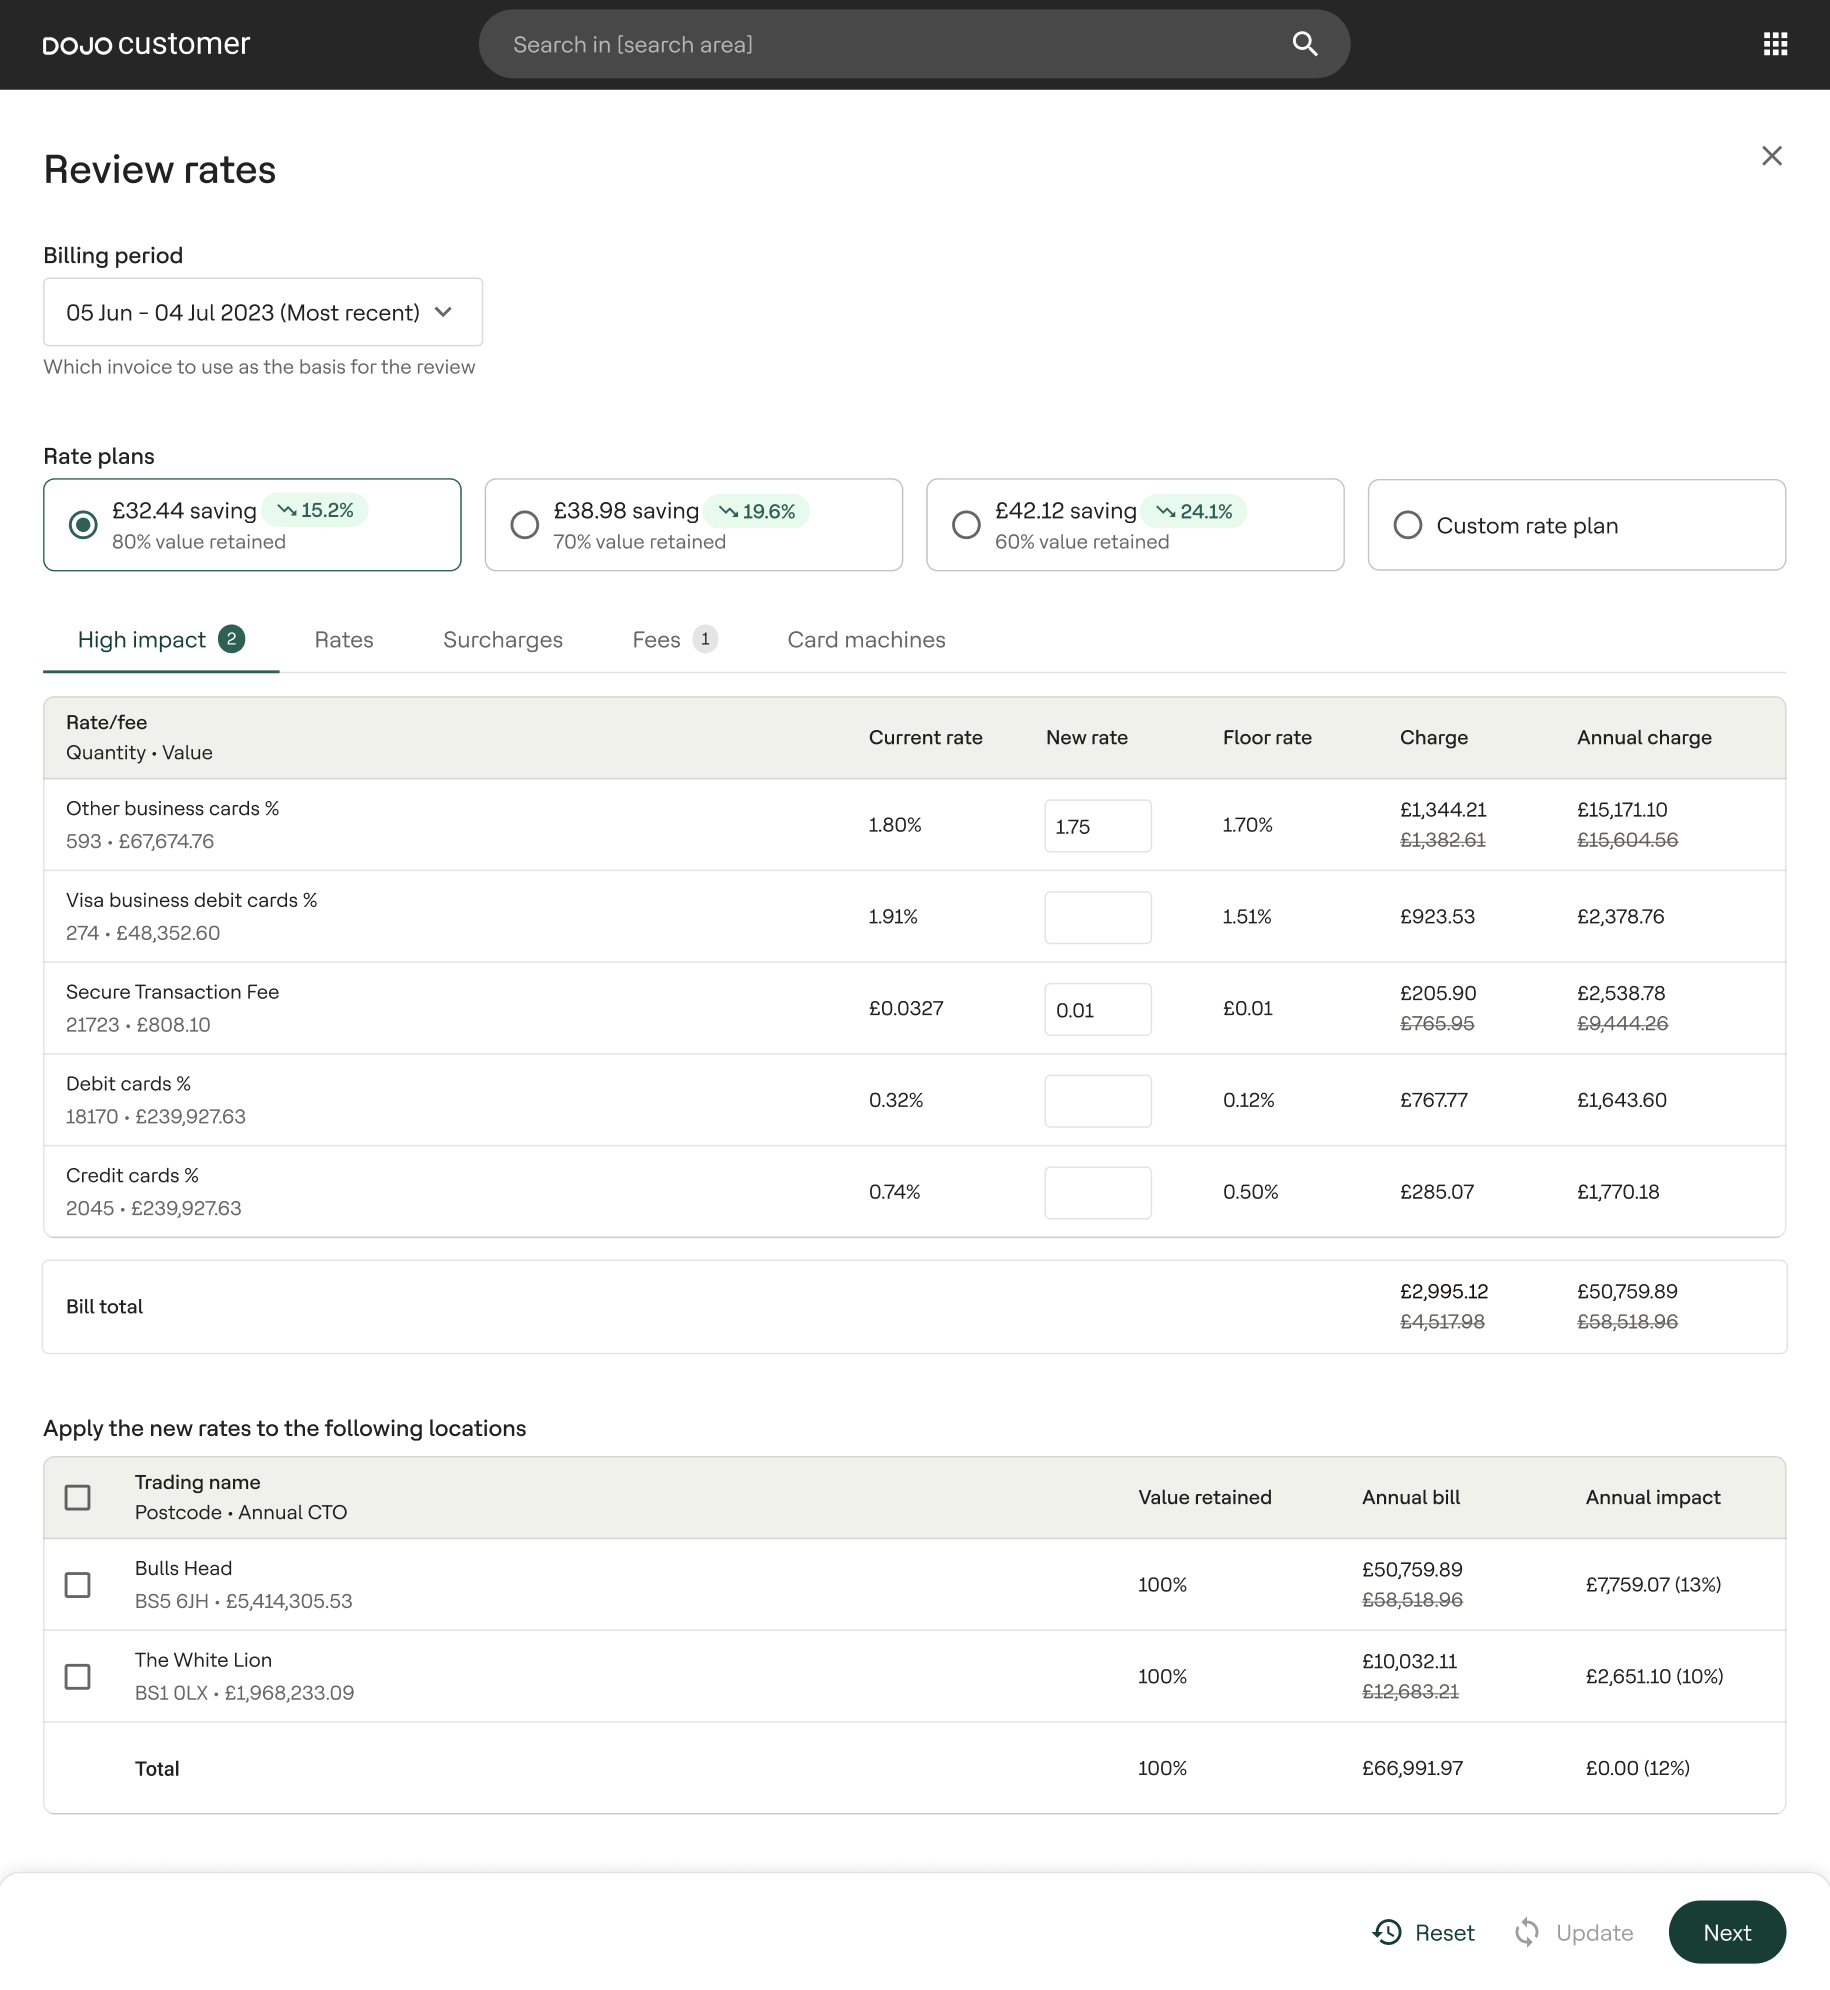 DOJO customer
Search in [search area]
Review rates
Billing period
05 Jun - 04 Jul 2023 (Most recent)
Which invoice to use as the basis for the review
Rate plans
£32.44 saving 15.2%
80% value retained
£38.98 saving 19.6%
70% value retained
£42.12 saving 24.1%
60% value retained
Custom rate plan
High impact 2 Rates Surcharges Fees 1 Card machines
Rate/fee
Quantity • Value
Current rate New rate Floor rate Charge Annual charge
Other business cards %
593 • £67,674.76
1.80% 1.75 1.70%
£1,344.21 £15,171.10
£1,382.61 £15,604.56
Visa business debit cards %
274 • £48,352.60
1.91% 1.51% £923.53 £2,378.76
Secure Transaction Fee
21723 • £808.10
£0.0327 0.01 £0.01
£205.90 £2,538.78
£765.95 £9,444.26
Debit cards %
18170 • £239,927.63
0.32% 0.12% £767.77 £1,643.60
Credit cards %
2045 • £239,927.63
0.74% 0.50% £285.07 £1,770.18
Bill total
£2,995.12 £50,759.89
£4,517.98 £58,518.96
Apply the new rates to the following locations
Trading name
Postcode • Annual CTO
Value retained Annual bill Annual impact
Bulls Head
BS5 6JH • £5,414,305.53
100%
£50,759.89
£58,518.96
£7,759.07 (13%)
The White Lion
BS1 0LX • £1,968,233.09
100%
£10,032.11
£12,683.21
£2,651.10 (10%)
Total 100% £66,991.97 £0.00 (12%)
Reset Update Next